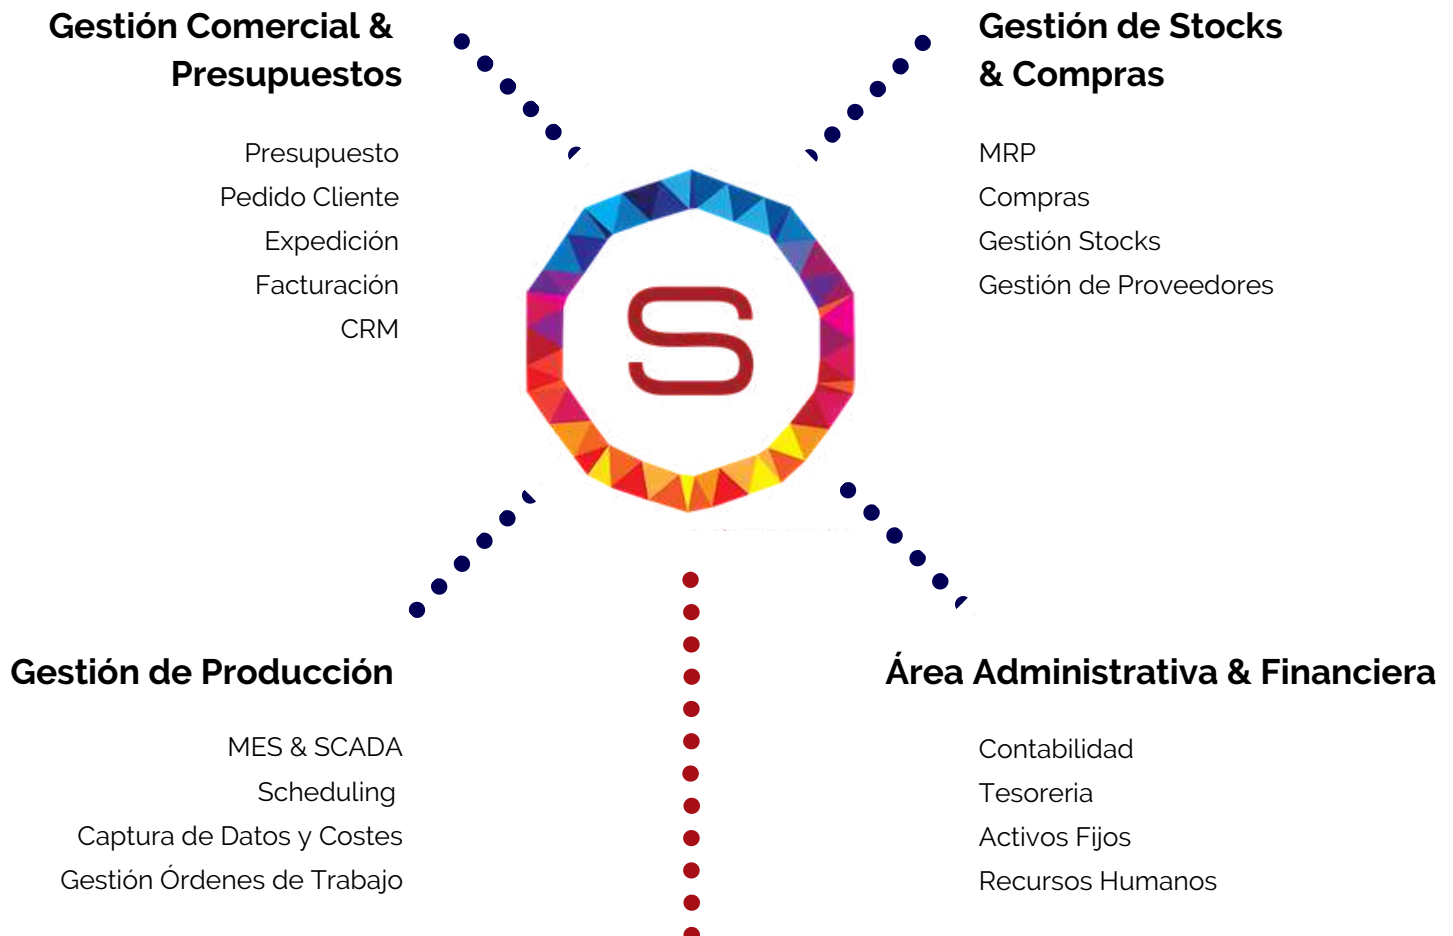 Gestión Comercial &
Presupuestos
Presupuesto
Pedido Cliente
Expedición
Facturación
CRM
Gestión de Stocks
& Compras
MRP
Compras
Gestión Stocks
Gestión de Proveedores
S
Gestión de Producción
MES & SCADA
Scheduling
Captura de Datos y Costes
Gestión Órdenes de Trabajo
Área Administrativa & Financiera
Contabilidad
Tesoreria
Activos Fijos
Recursos Humanos